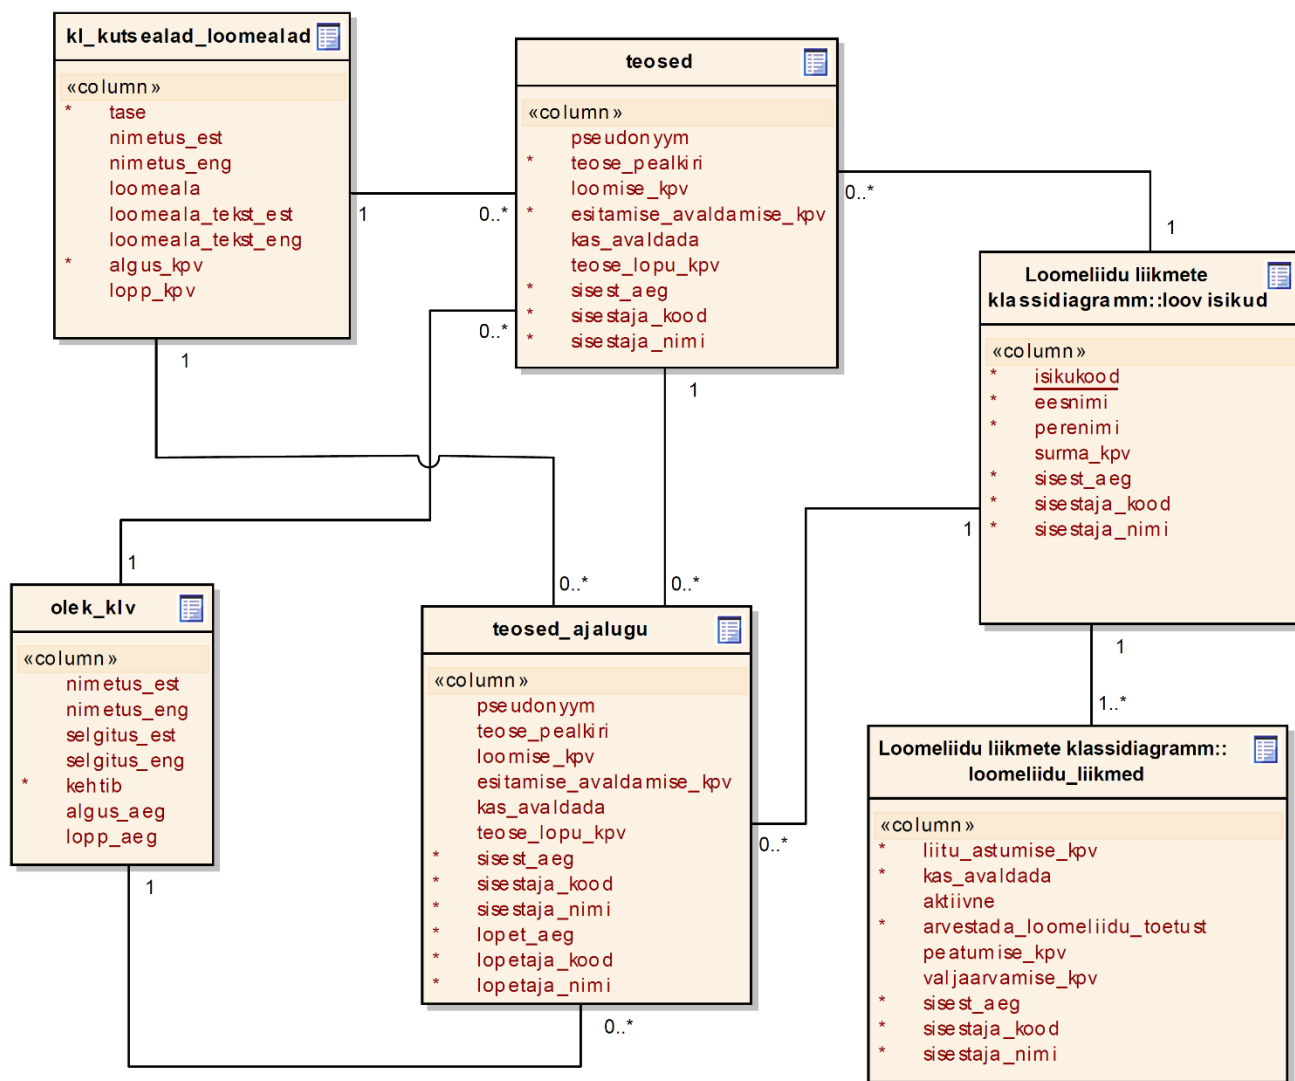 kl_kutsealad_loomealad
«column»
* tase
nimetus_est
nimetus_eng
loomeala
loomeala_tekst_est
loomeala_tekst_eng
* algus_kpv
lopp_kpv
teosed
«column»
pseudonyym
* teose_pealkiri
loomise_kpv
* esitamise_avaldamise_kpv
kas_avaldada
teose_lopu_kpv
* sisest_aeg
* sisestaja_kood
* sisestaja_nimi
1
0..*
0..*
1
0..*
1
1
Loomeliidu liikmete
klassidiagramm::loovisikud
«column»
* isikukood
* eesnimi
* perenimi
surma_kpv
* sisest_aeg
* sisestaja_kood
* sisestaja_nimi
1
0..*
0..*
1
1
1..*
olek_klv
«column»
nimetus_est
nimetus_eng
selgitus_est
selgitus_eng
* kehtib
algus_aeg
lopp_aeg
teosed_ajalugu
«column»
pseudonyym
teose_pealkiri
loomise_kpv
esitamise_avaldamise_kpv
kas_avaldada
teose_lopu_kpv
* sisest_aeg
* sisestaja_kood
* sisestaja_nimi
* lopet_aeg
* lopetaja_kood
* lopetaja_nimi
0..*
1
0..*
Loomeliidu liikmete klassidiagramm::
loomeliidu_liikmed
«column»
* liitu_astumise_kpv
* kas_avaldada
aktiivne
* arvestada_loomeliidu_toetust
peatumise_kpv
valjaarvamise_kpv
* sisest_aeg
* sisestaja_kood
* sisestaja_nimi